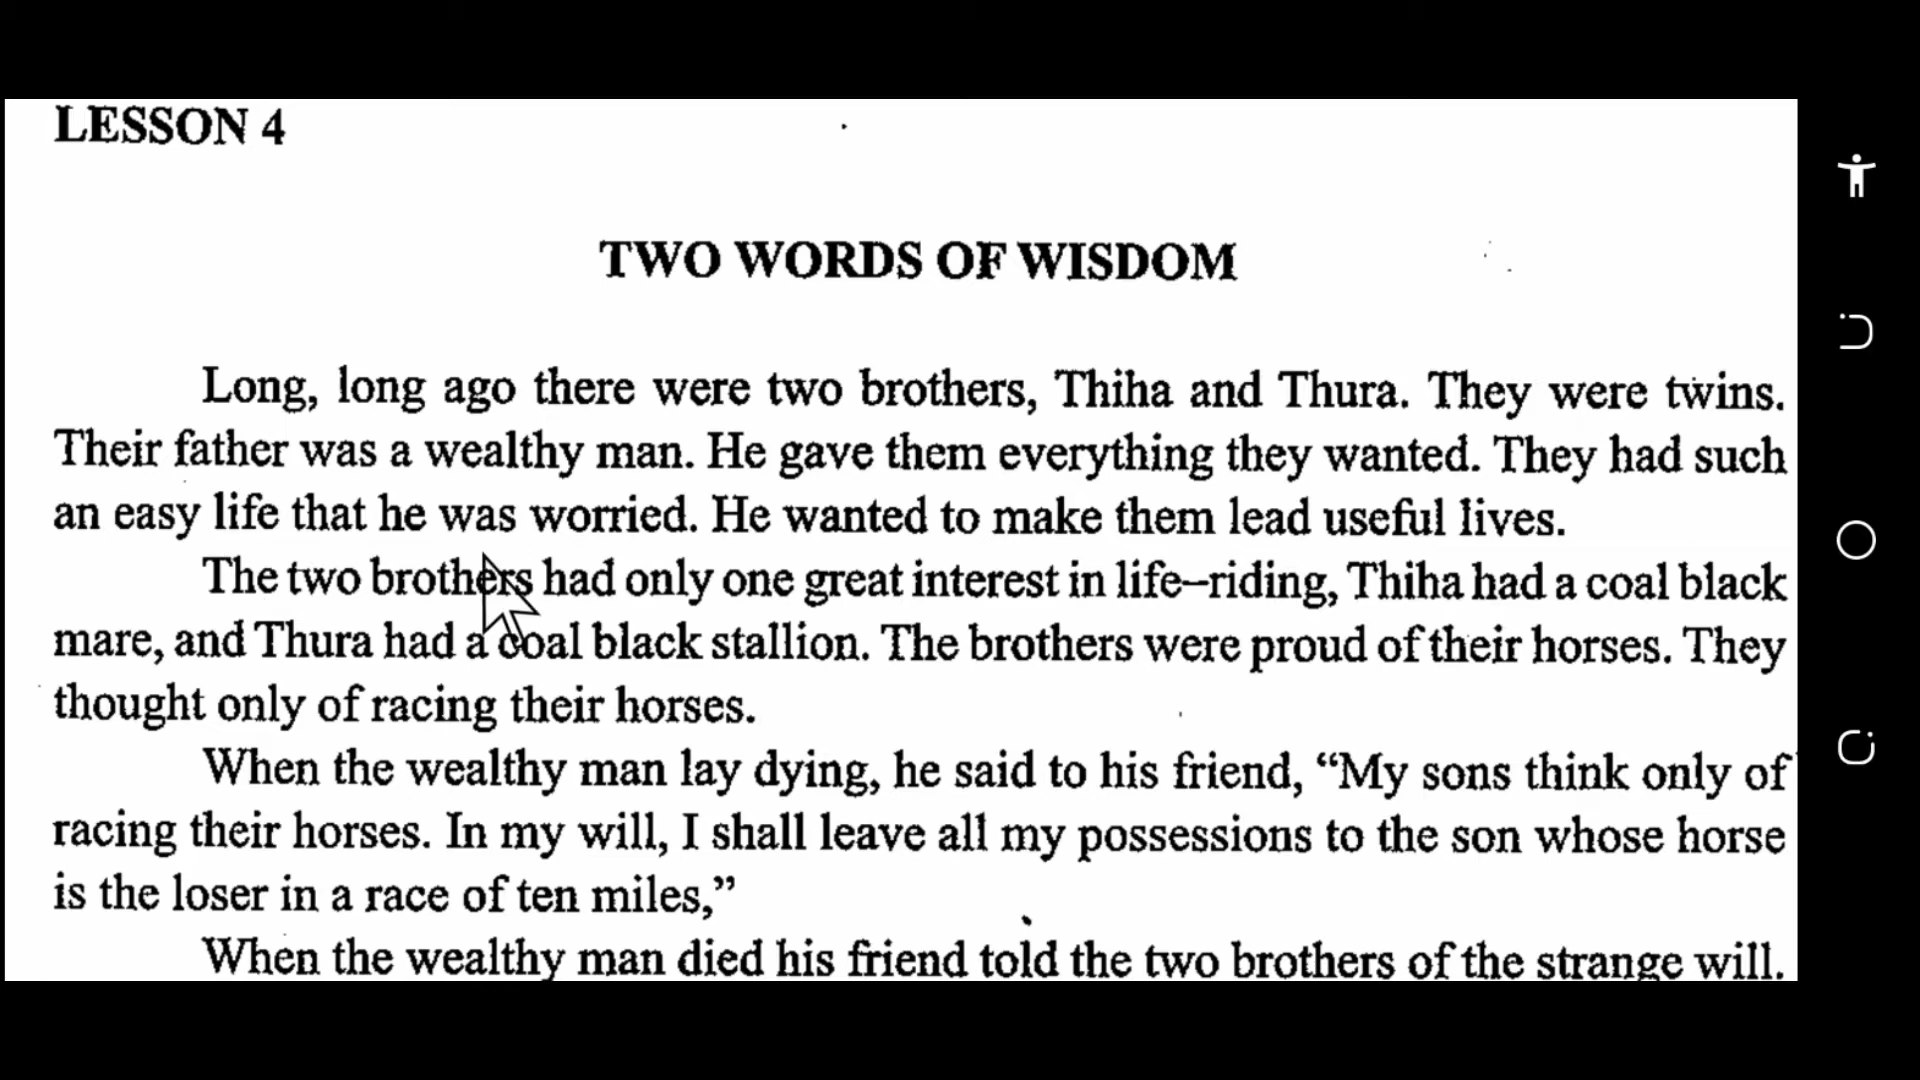 LESSON 4
TWO WORDS OF WISDOM
Long, long ago there were two brothers, Thiha and Thura. They were twins.
Their father was a wealthy man. He gave them everything they wanted. They had such
an easy life that he was worried. He wanted to make them lead useful lives.
The two brothers had only one great interest in life–riding, Thiha had a coal black
mare, and Thura had a coal black stallion. The brothers were proud of their horses. They
thought only of racing their horses.
When the wealthy man lay dying, he said to his friend, “My sons think only of
racing their horses. In my will, I shall leave all my possessions to the son whose horse
is the loser in a race of ten miles,”
When the wealthy man died his friend told the two brothers of the strange will.